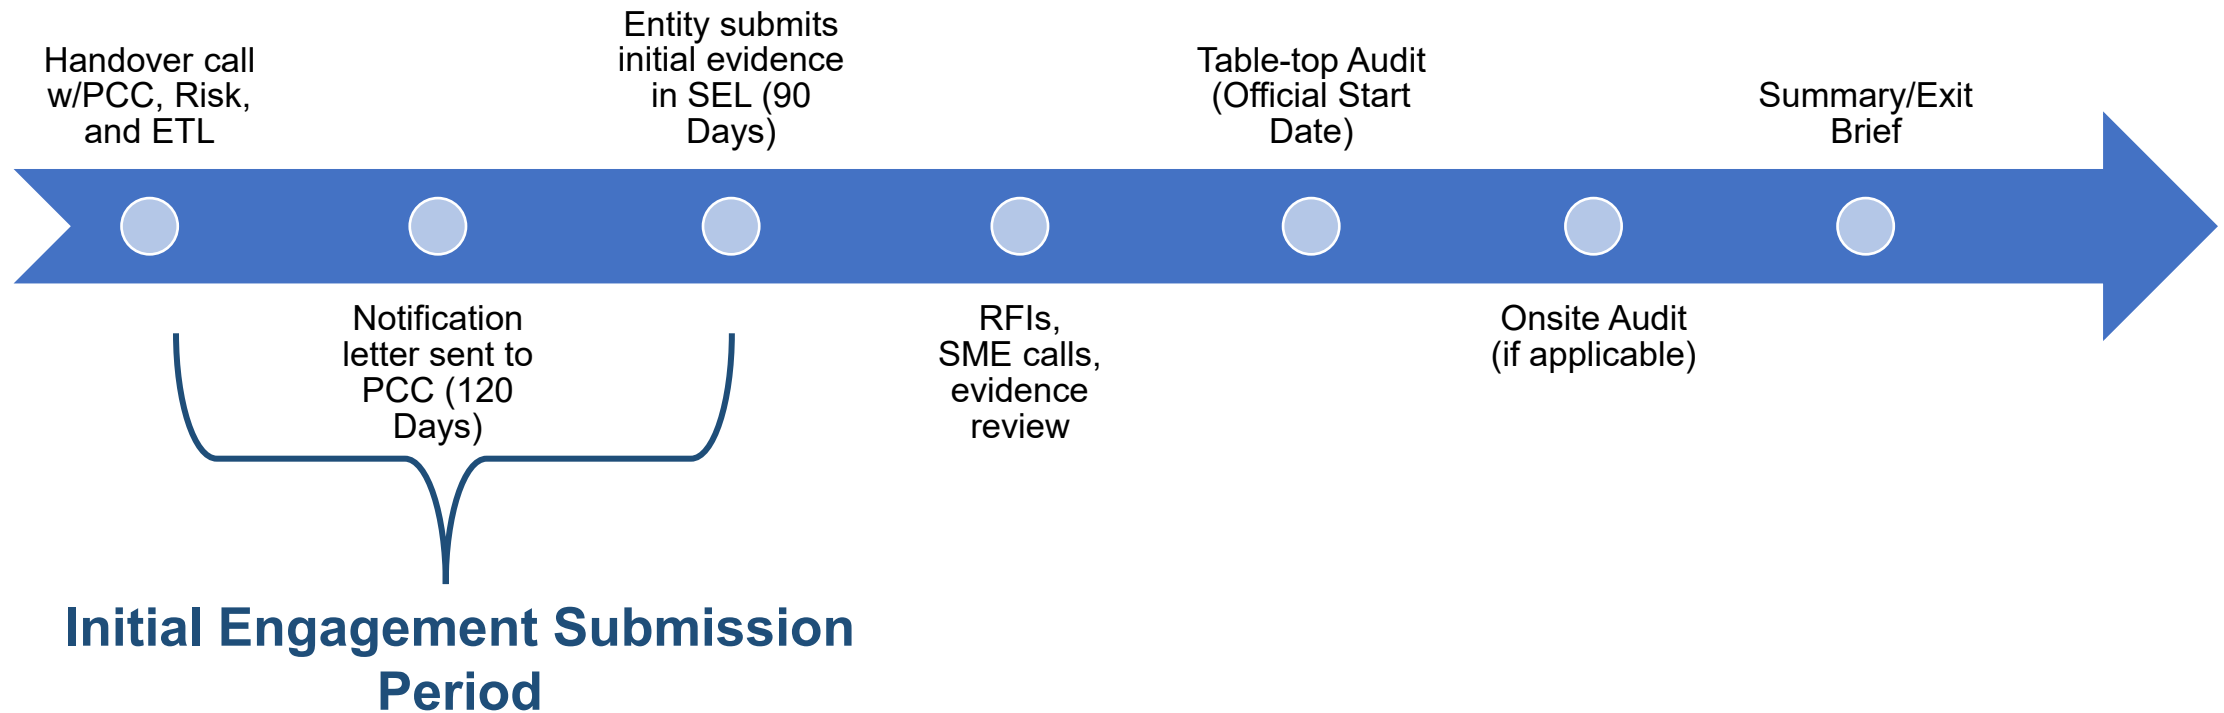 Handover call
w/PCC, Risk,
and ETL
Notification
letter sent to
PCC (120
Days)
Entity submits
initial evidence
in SEL (90
Days)
RFIs,
SME calls,
evidence
review
Table-top Audit
(Official Start
Date)
Onsite Audit
(if applicable)
Summary/Exit
Brief
Initial Engagement Submission
Period